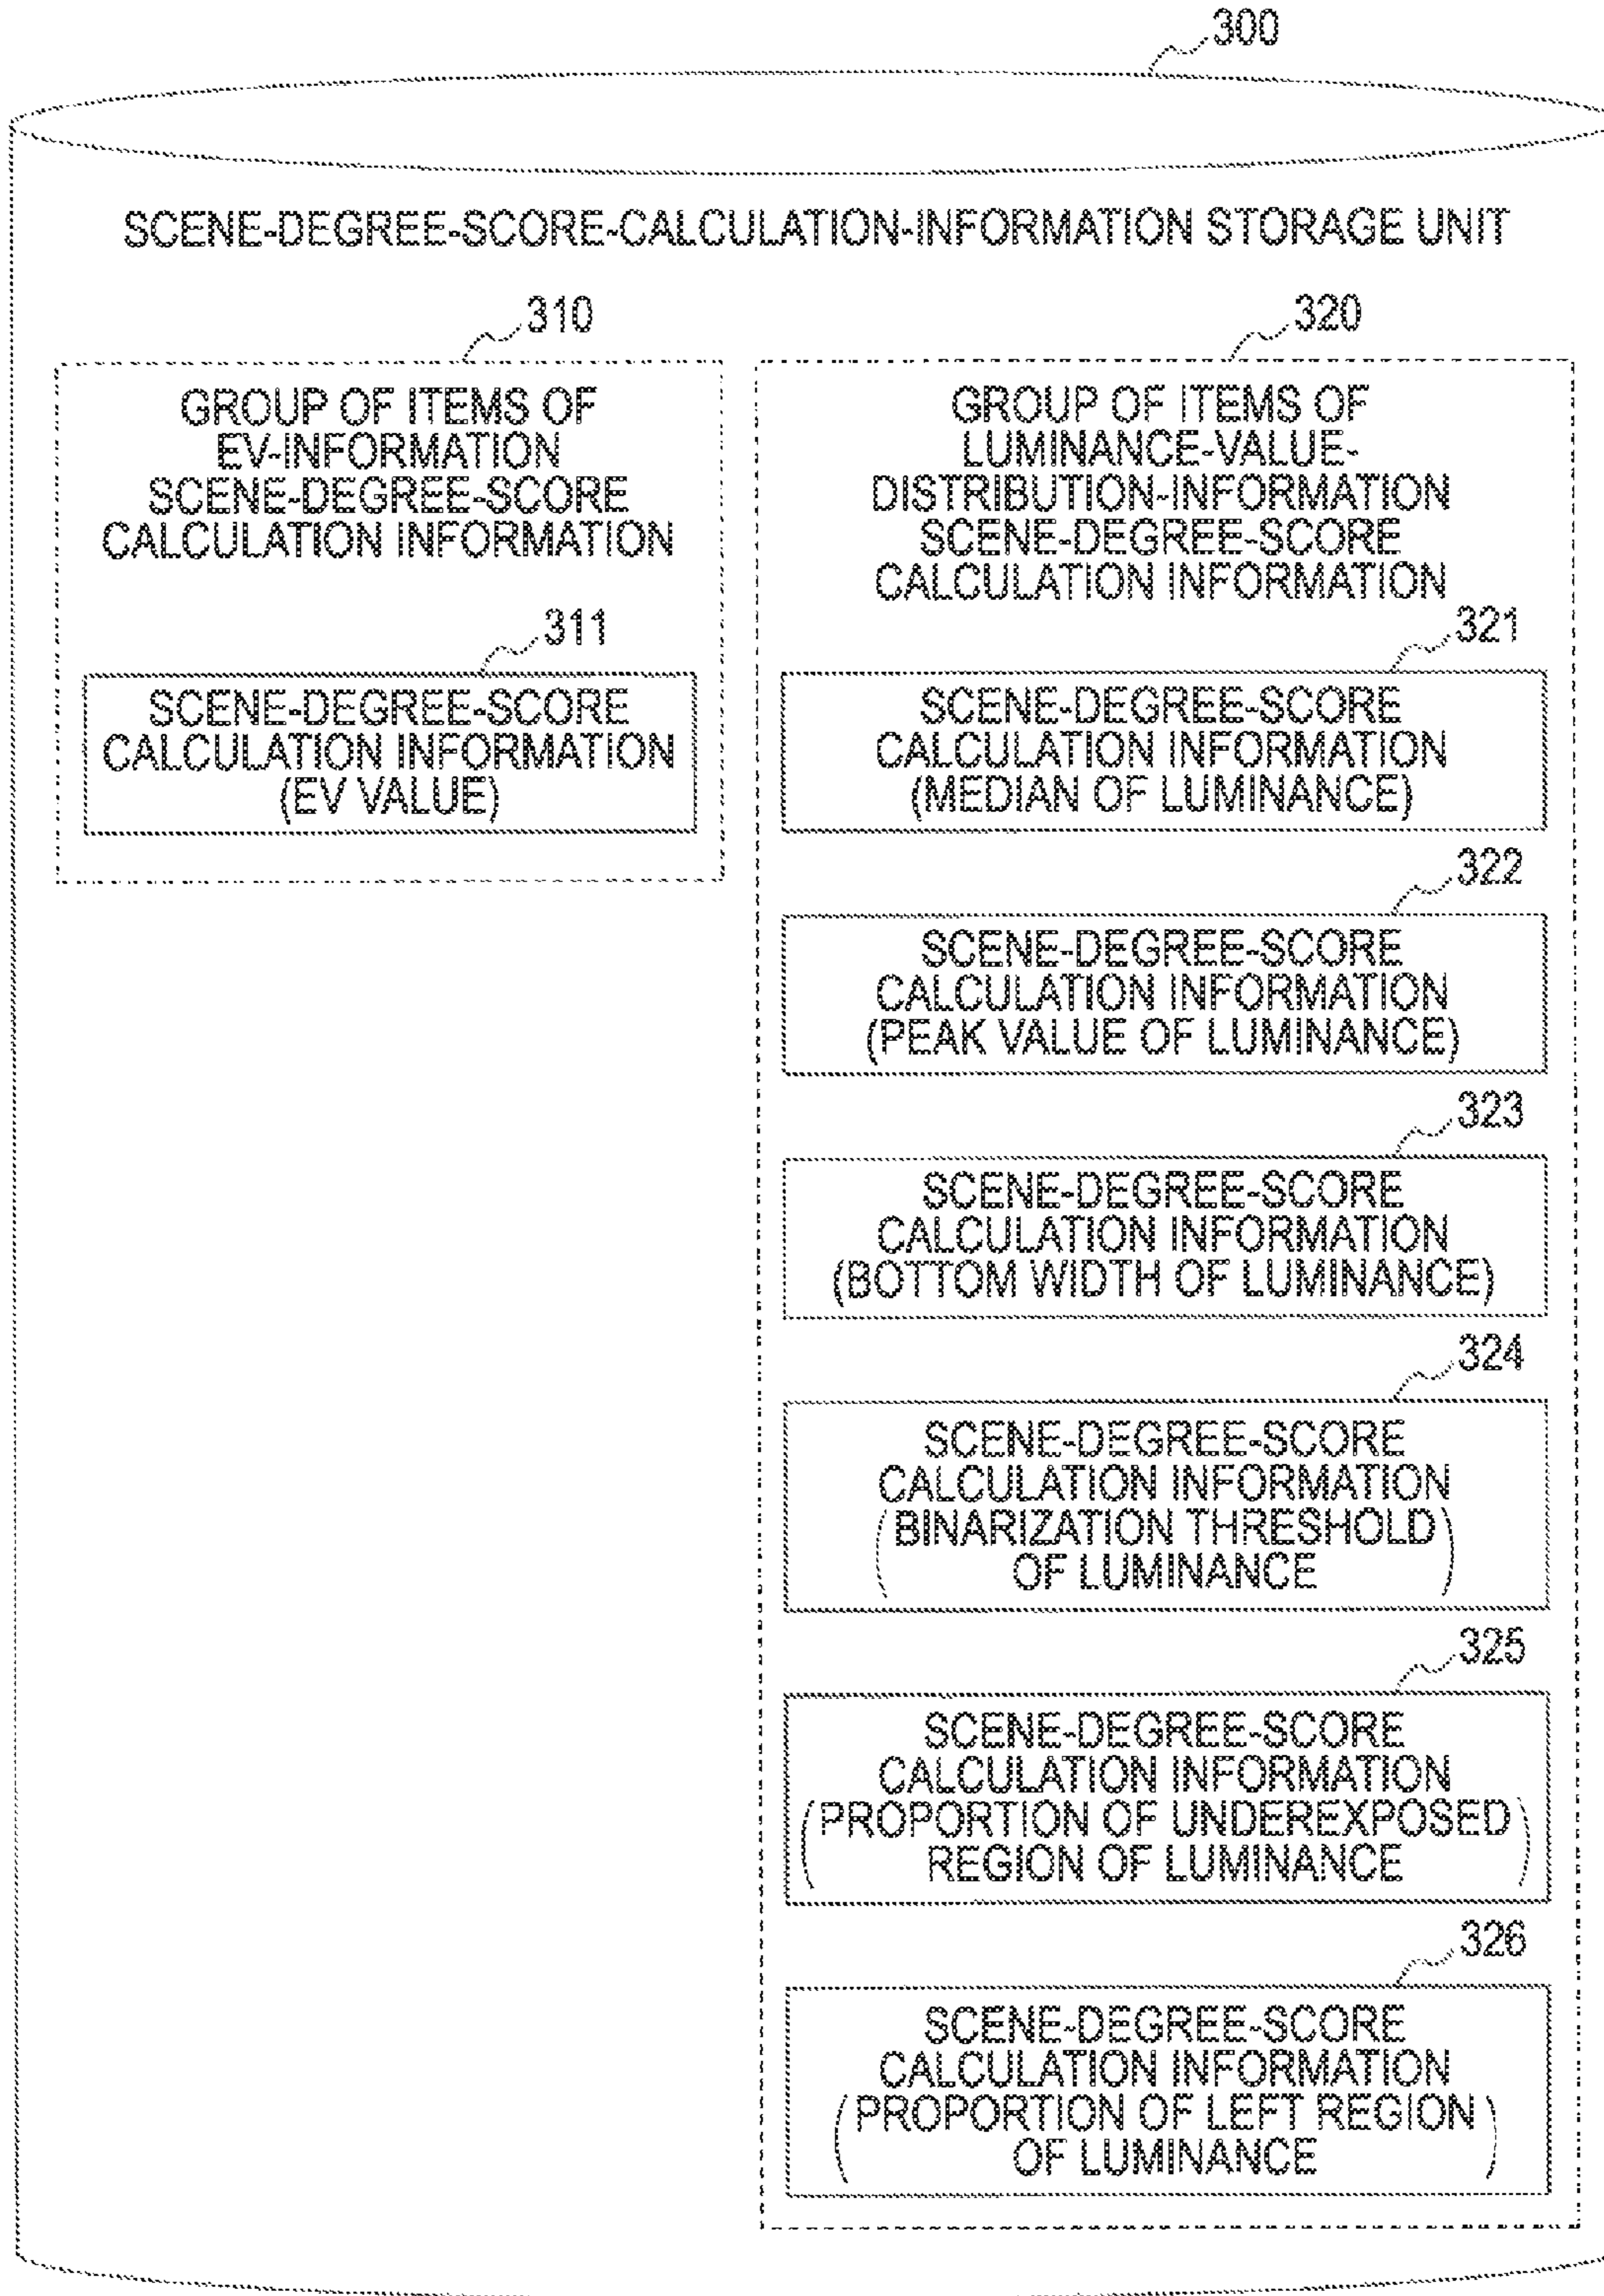 300
SCENE-DEGREE-SCORE-CALCULATION-INFORMATION STORAGE UNIT
310
GROUP OF ITEMS OF
EV-INFORMATION
SCENE-DEGREE-SCORE
CALCULATION INFORMATION
311
SCENE-DEGREE-SCORE
CALCULATION INFORMATION
(EV VALUE)
320
GROUP OF ITEMS OF
LUMINANCE-VALUE-
DISTRIBUTION-INFORMATION
SCENE-DEGREE-SCORE
CALCULATION INFORMATION
321
SCENE-DEGREE-SCORE
CALCULATION INFORMATION
(MEDIAN OF LUMINANCE)
322
SCENE-DEGREE-SCORE
CALCULATION INFORMATION
(PEAK VALUE OF LUMINANCE)
323
SCENE-DEGREE-SCORE
CALCULATION INFORMATION
(BOTTOM WIDTH OF LUMINANCE)
324
SCENE-DEGREE-SCORE
CALCULATION INFORMATION
(BINARIZATION THRESHOLD
OF LUMINANCE)
325
SCENE-DEGREE-SCORE
CALCULATION INFORMATION
(PROPORTION OF UNDEREXPOSED
REGION OF LUMINANCE)
326
SCENE-DEGREE-SCORE
CALCULATION INFORMATION
(PROPORTION OF LEFT REGION
OF LUMINANCE)